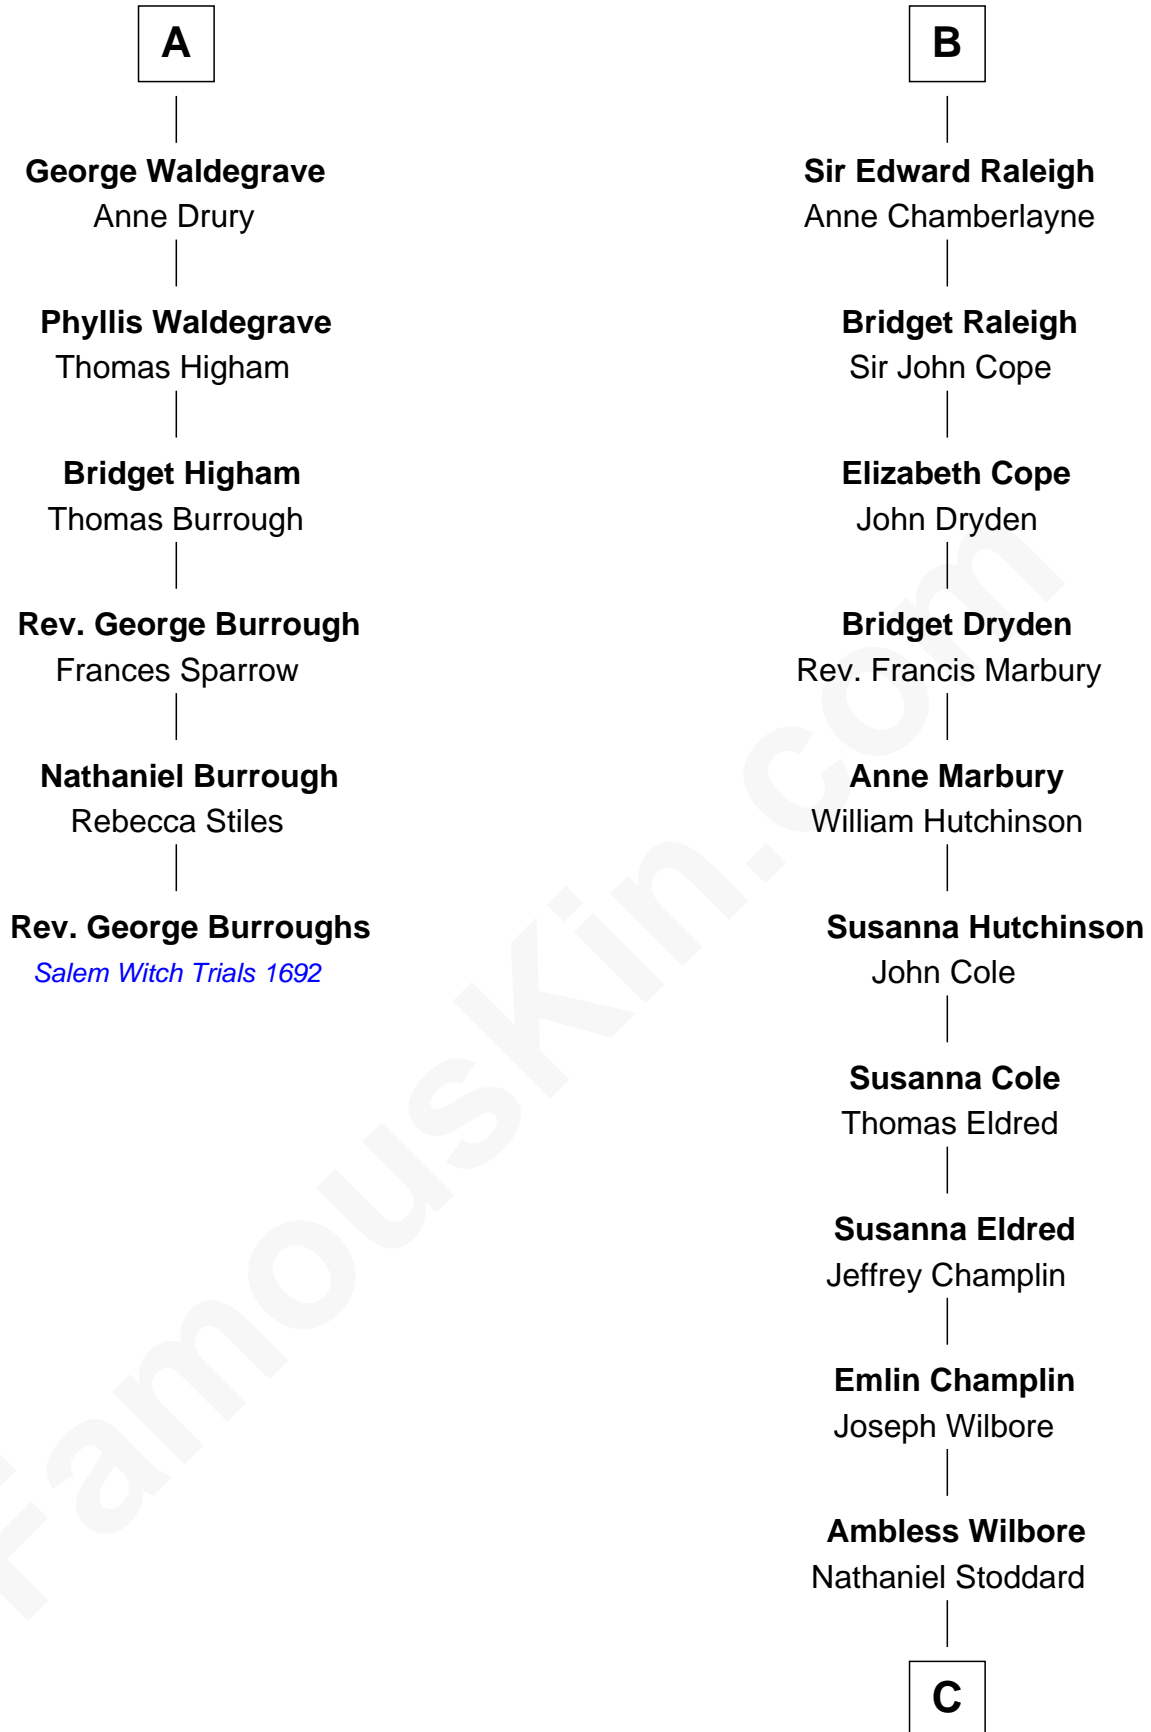 A
George Waldegrave
Anne Drury
Phyllis Waldegrave
Thomas Higham
Bridget Higham
Thomas Burrough
Rev. George Burrough
Frances Sparrow
Nathaniel Burrough
Rebecca Stiles
Rev. George Burroughs
Salem Witch Trials 1692
B
Sir Edward Raleigh
Anne Chamberlayne
Bridget Raleigh
Sir John Cope
Elizabeth Cope
John Dryden
Bridget Dryden
Rev. Francis Marbury
Anne Marbury
William Hutchinson
Susanna Hutchinson
John Cole
Susanna Cole
Thomas Eldred
Susanna Eldred
Jeffrey Champlin
Emlin Champlin
Joseph Wilbore
Ambless Wilbore
Nathaniel Stoddard
C
FamousKin.com